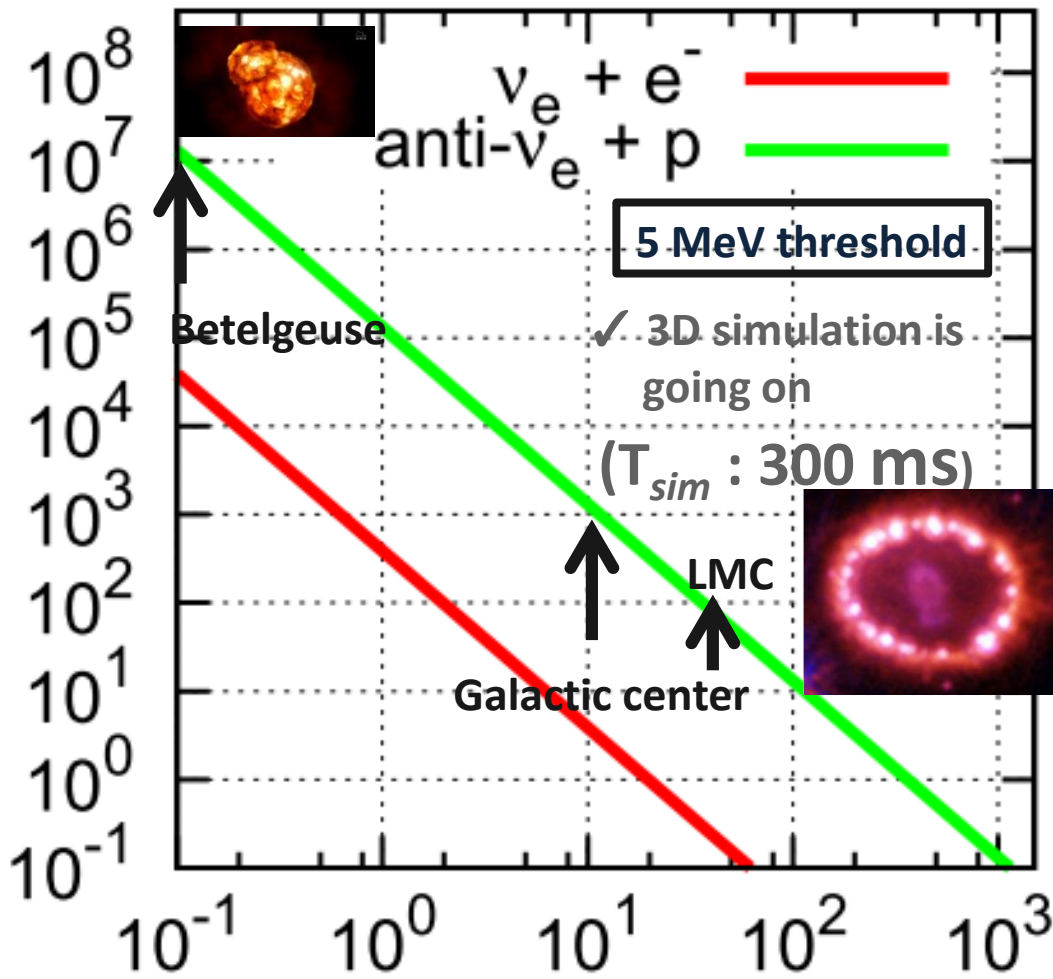 10^8
10^7
10^6
10^5
10^4
10^3
10^2
10^1
10^0
10^-1
ν_e + e^-
anti-ν_e + p
5 MeV threshold
Betelgeuse
✓ 3D simulation is
going on
(T_sim : 300 ms)
LMC
Galactic center
10^-1 10^0 10^1 10^2 10^3